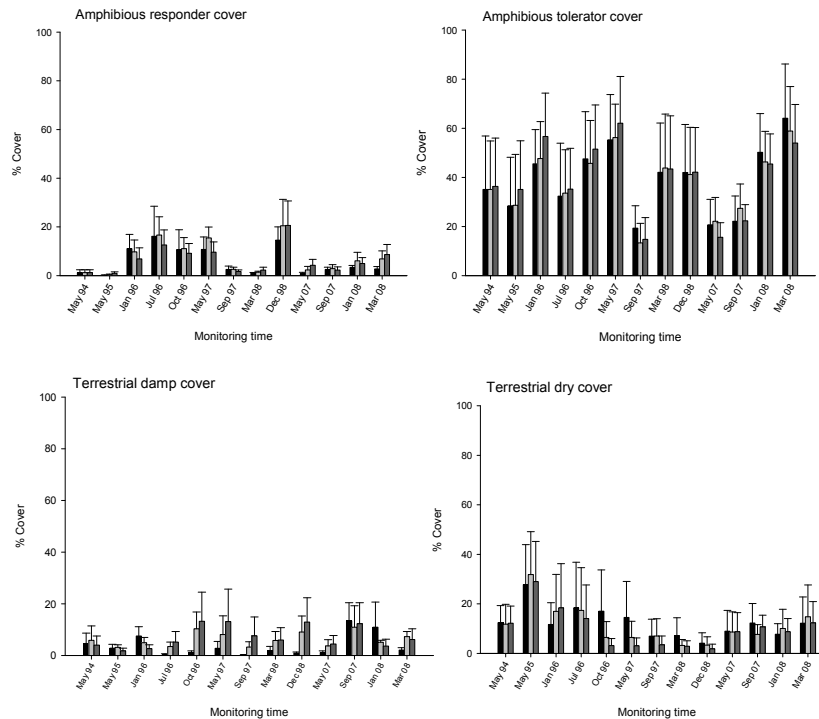 Amphibious responder cover
100
80
60
40
20
0
% Cover
May 94
May 95
Jan 96
Jul 96
Oct 96
May 97
Sep 97
Mar 98
Dec 98
May 07
Sep 07
Jan 08
Mar 08
Monitoring time
Amphibious tolerator cover
100
80
60
40
20
0
% Cover
May 94
May 95
Jan 96
Jul 96
Oct 96
May 97
Sep 97
Mar 98
Dec 98
May 07
Sep 07
Jan 08
Mar 08
Monitoring time
Terrestrial damp cover
100
80
60
40
20
0
% Cover
May 94
May 95
Jan 96
Jul 96
Oct 96
May 97
Sep 97
Mar 98
Dec 98
May 07
Sep 07
Jan 08
Mar 08
Monitoring time
Terrestrial dry cover
100
80
60
40
20
0
% Cover
May 94
May 95
Jan 96
Jul 96
Oct 96
May 97
Sep 97
Mar 98
Dec 98
May 07
Sep 07
Jan 08
Mar 08
Monitoring time